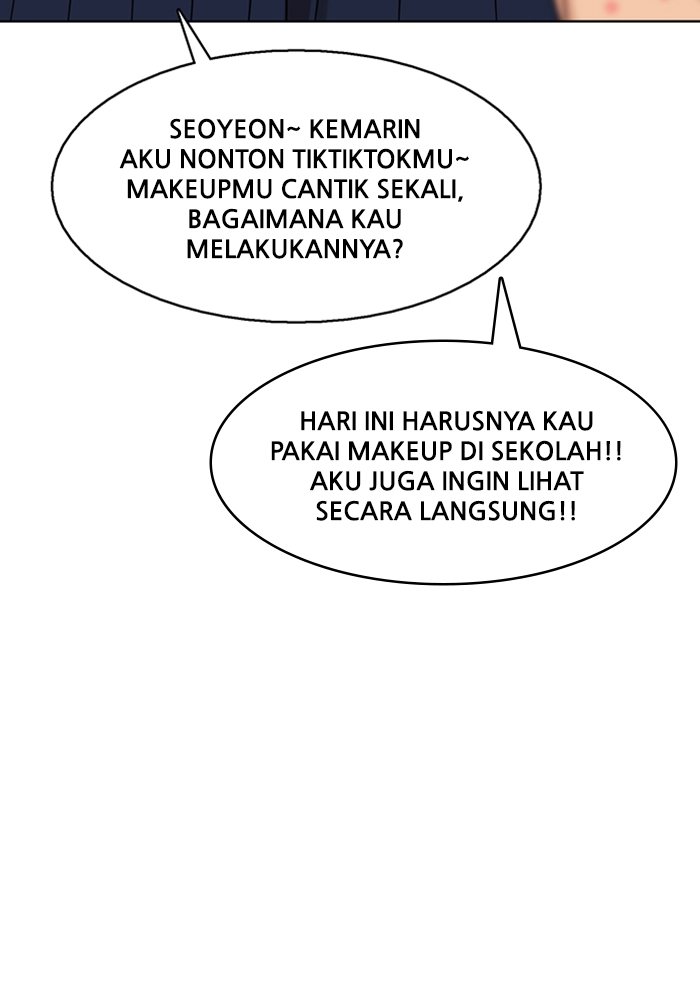 SEOYEON~ KEMARIN
AKU NONTON TIKTIKTOKMU~
MAKEUPMU CANTIK SEKALI,
BAGAIMANA KAU
MELAKUKANNYA?
HARI INI HARUSNYA KAU
PAKAI MAKEUP DI SEKOLAH!!
AKU JUGA INGIN LIHAT
SECARA LANGSUNG!!